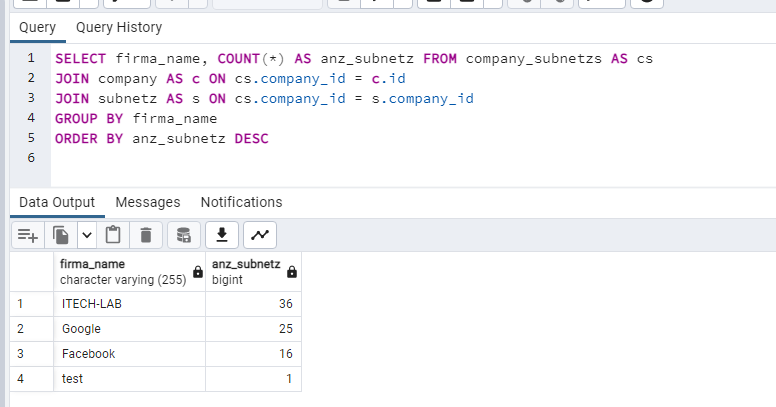 Query Query History
1 SELECT firma_name, COUNT(*) AS anz_subnetz FROM company_subnetzs AS cs
2 JOIN company AS c ON cs.company_id = c.id
3 JOIN subnetz AS s ON cs.company_id = s.company_id
4 GROUP BY firma_name
5 ORDER BY anz_subnetz DESC
6
Data Output Messages Notifications
firma_name anz_subnetz
character varying (255) bigint
1 ITECH-LAB 36
2 Google 25
3 Facebook 16
4 test 1